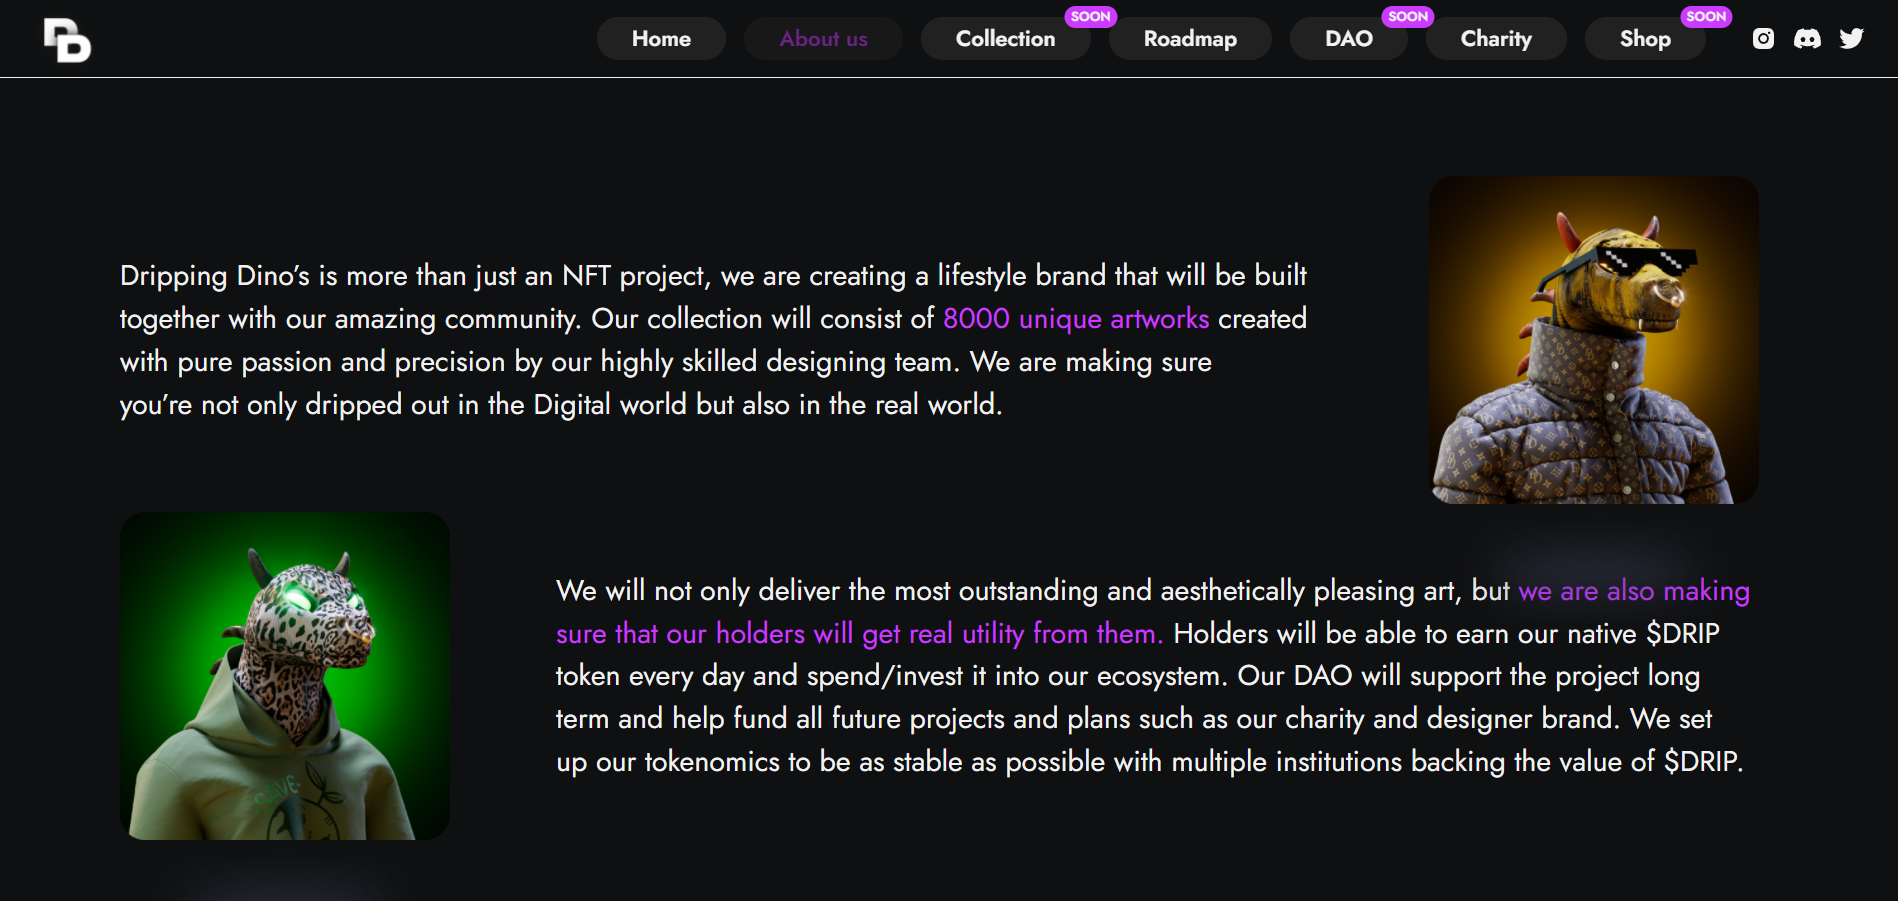 DD
Home
About us
Collection
SOON
Roadmap
DAO
SOON
Charity
Shop
SOON
Dripping Dino’s is more than just an NFT project, we are creating a lifestyle brand that will be built
together with our amazing community. Our collection will consist of 8000 unique artworks created
with pure passion and precision by our highly skilled designing team. We are making sure
you’re not only dripped out in the Digital world but also in the real world.
We will not only deliver the most outstanding and aesthetically pleasing art, but we are also making
sure that our holders will get real utility from them. Holders will be able to earn our native $DRIP
token every day and spend/invest it into our ecosystem. Our DAO will support the project long
term and help fund all future projects and plans such as our charity and designer brand. We set
up our tokenomics to be as stable as possible with multiple institutions backing the value of $DRIP.